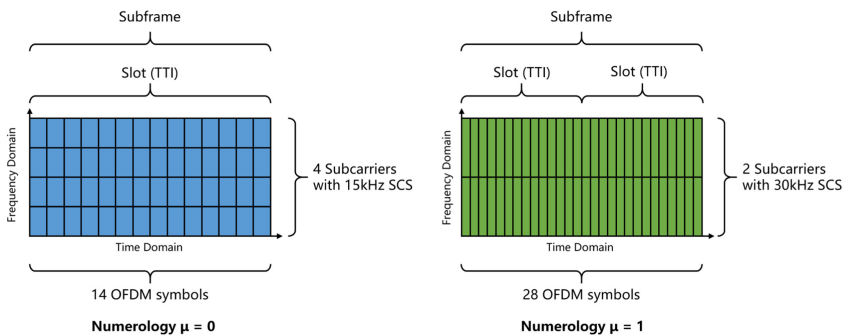 Subframe
Slot (TTI)
Frequency Domain
4 Subcarriers
with 15kHz SCS
Time Domain
14 OFDM symbols
Numerology μ = 0
Subframe
Slot (TTI)
Slot (TTI)
Frequency Domain
2 Subcarriers
with 30kHz SCS
Time Domain
28 OFDM symbols
Numerology μ = 1